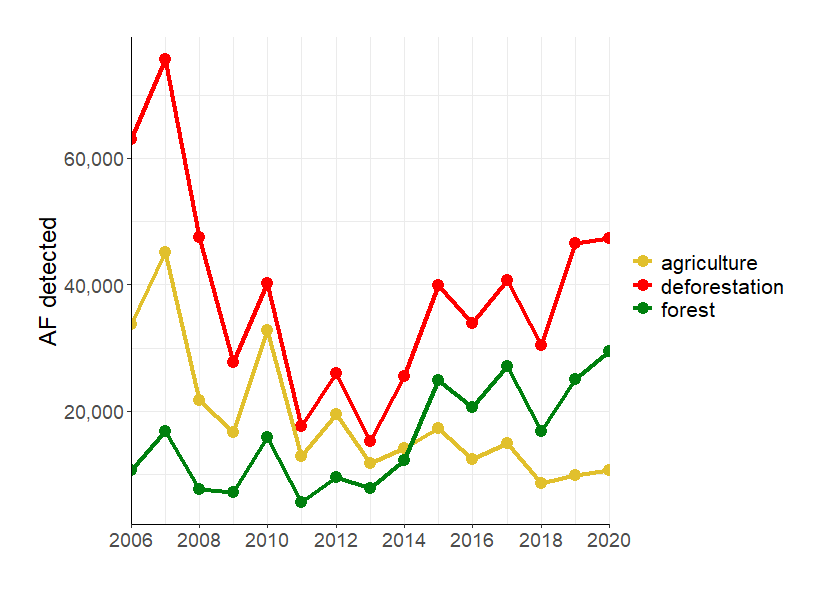 AF detected
60,000
40,000
20,000
2006 2008 2010 2012 2014 2016 2018 2020
agriculture
deforestation
forest